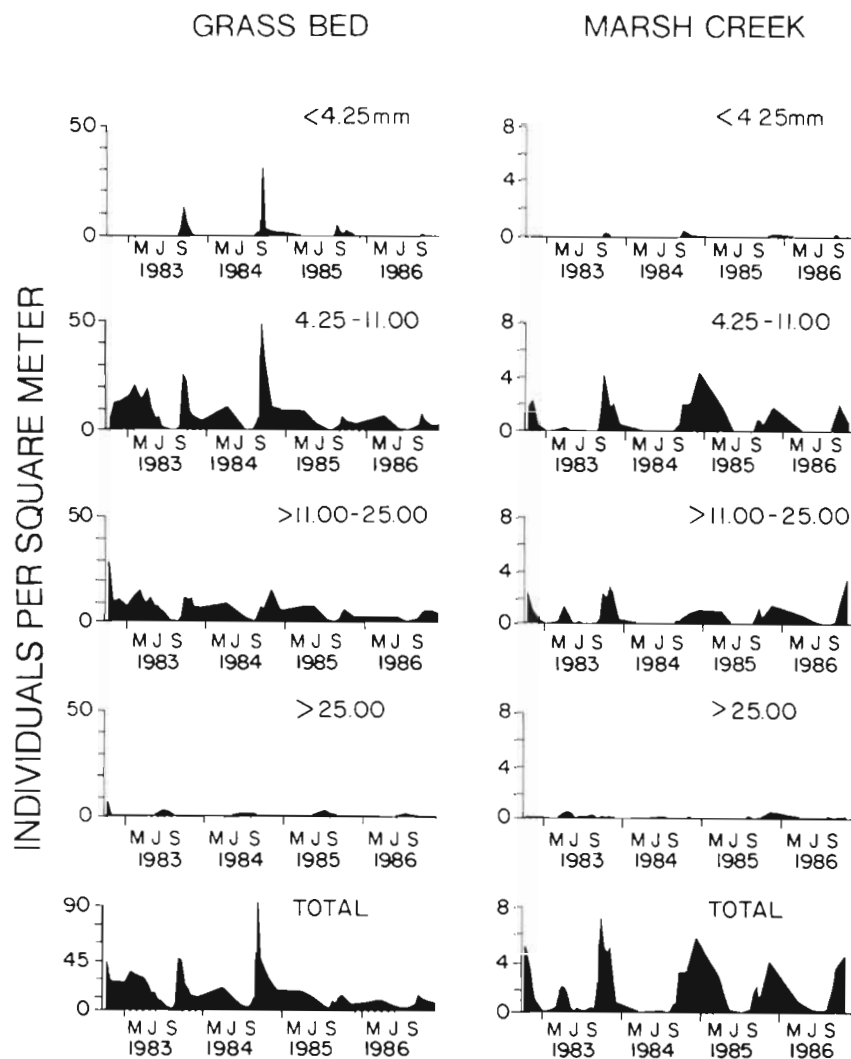 GRASS BED MARSH CREEK
INDIVIDUALS PER SQUARE METER
<4.25mm
50
0
M J S M J S M J S M J S
1983 1984 1985 1986
<4 25mm
8
4
0
M J S M J S M J S M J S
1983 1984 1985 1986
4.25-11.00
50
0
M J S M J S M J S M J S
1983 1984 1985 1986
4.25-11.00
8
4
0
M J S M J S M J S M J S
1983 1984 1985 1986
>11.00-25.00
50
0
M J S M J S M J S M J S
1983 1984 1985 1986
>11.00-25.00
8
4
0
M J S M J S M J S M J S
1983 1984 1985 1986
>25.00
50
0
M J S M J S M J S M J S
1983 1984 1985 1986
>25.00
8
4
0
M J S M J S M J S M J S
1983 1984 1985 1986
TOTAL
90
45
0
M J S M J S M J S M J S
1983 1984 1985 1986
TOTAL
8
4
0
M J S M J S M J S M J S
1983 1984 1985 1986